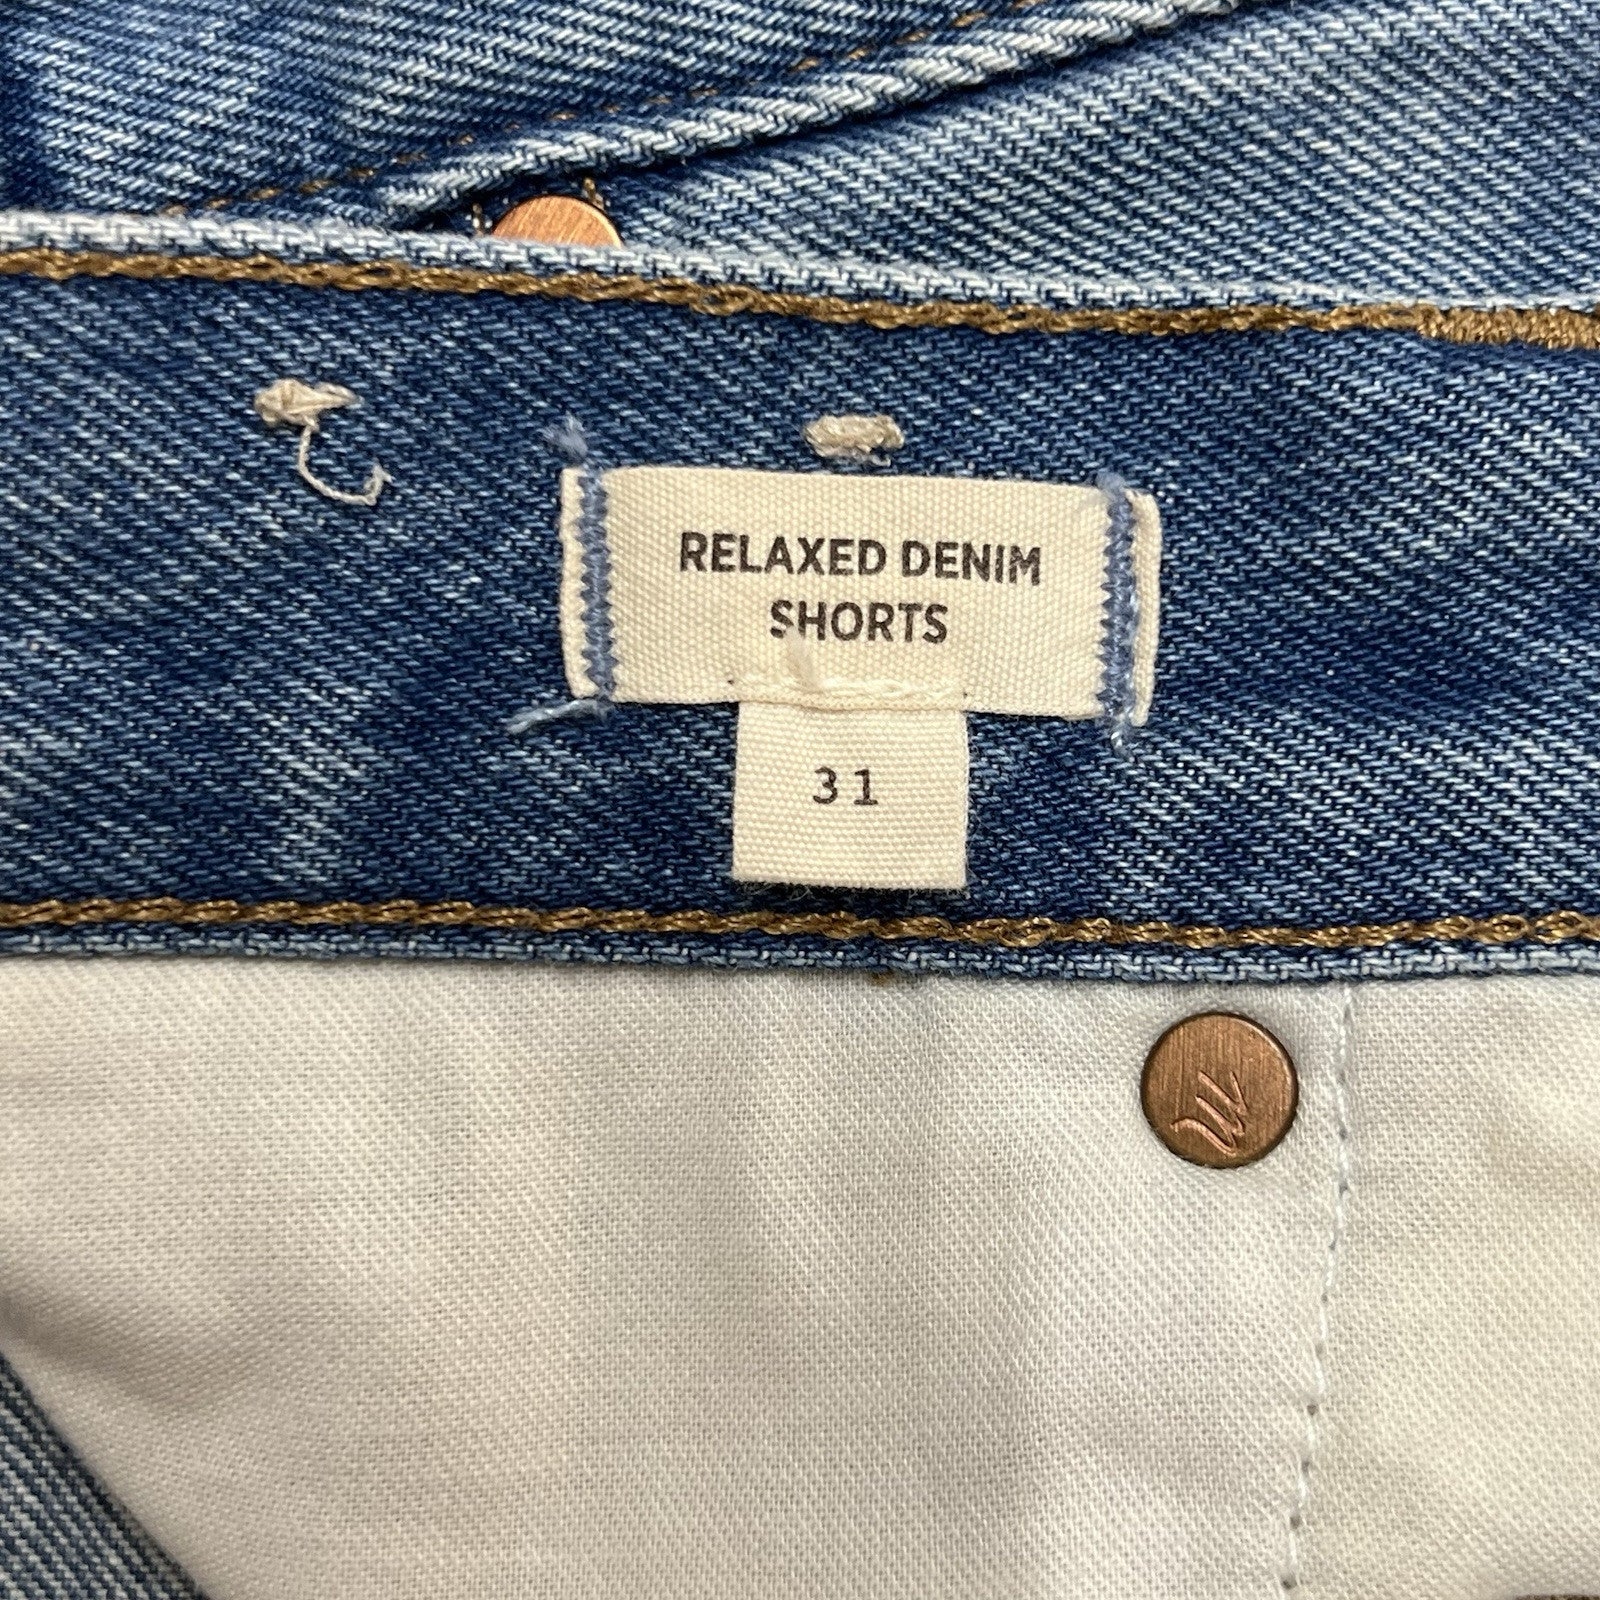 RELAXED DENIM
SHORTS
31
M